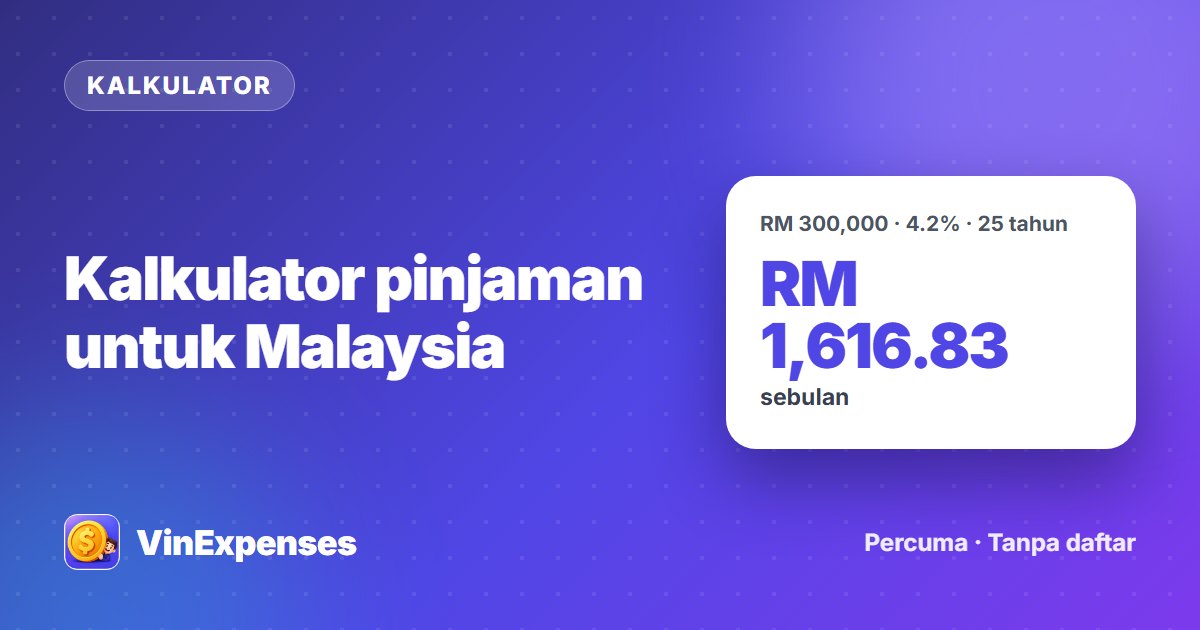 KALKULATOR
Kalkulator pinjaman
untuk Malaysia
RM 300,000 · 4.2% · 25 tahun
RM
1,616.83
sebulan
VinExpenses
Percuma · Tanpa daftar